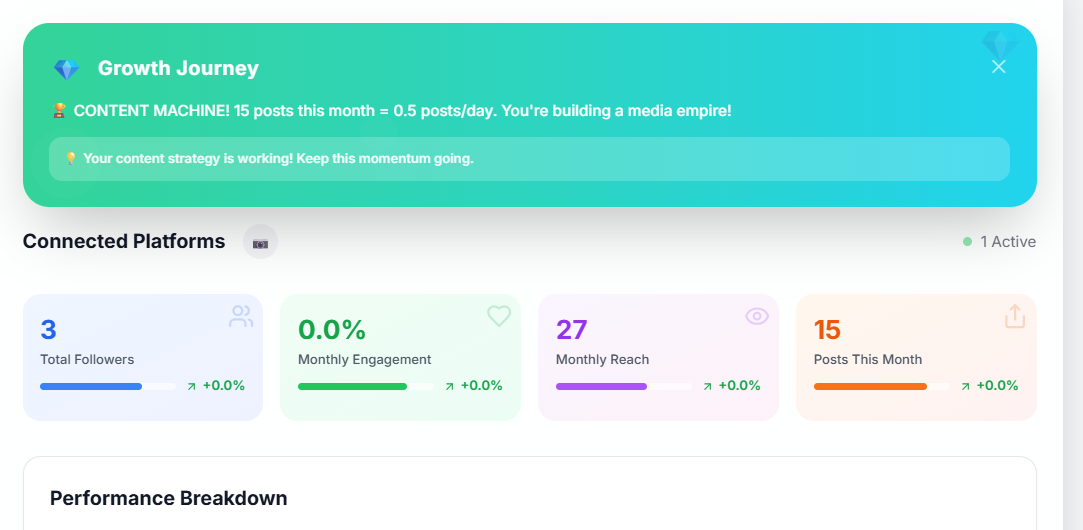 Growth Journey
🏆 CONTENT MACHINE! 15 posts this month = 0.5 posts/day. You're building a media empire!
💡 Your content strategy is working! Keep this momentum going.
Connected Platforms
1 Active
3
Total Followers
+0.0%
0.0%
Monthly Engagement
+0.0%
27
Monthly Reach
+0.0%
15
Posts This Month
+0.0%
Performance Breakdown